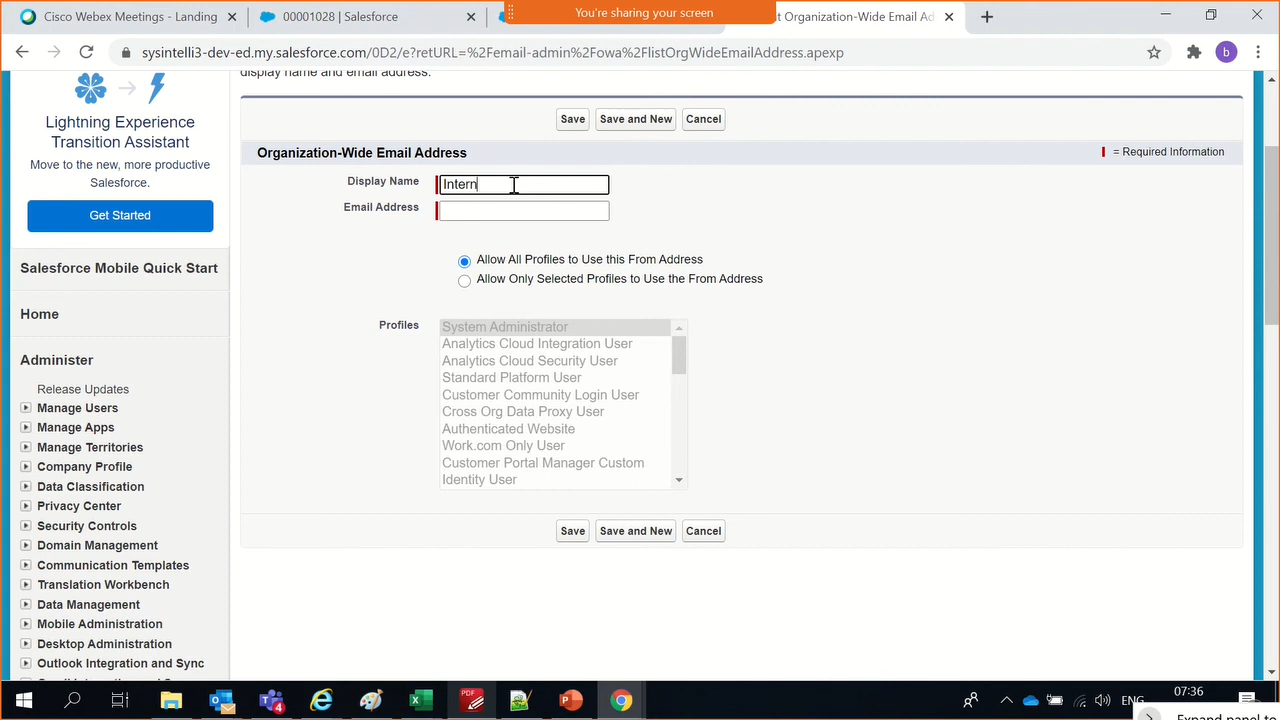 Cisco Webex Meetings - Landing
00001028 | Salesforce
You're sharing your screen
t Organization-Wide Email Ad
sysintelli3-dev-ed.my.salesforce.com/0D2/e?retURL=%2Femail-admin%2Fowa%2FlistOrgWideEmailAddress.apexp
b
display name and email address.
Lightning Experience
Transition Assistant
Move to the new, more productive
Salesforce.
Get Started
Salesforce Mobile Quick Start
Home
Administer
Release Updates
Manage Users
Manage Apps
Manage Territories
Company Profile
Data Classification
Privacy Center
Security Controls
Domain Management
Communication Templates
Translation Workbench
Data Management
Mobile Administration
Desktop Administration
Outlook Integration and Sync
Save
Save and New
Cancel
Organization-Wide Email Address
= Required Information
Display Name
Intern
Email Address
Allow All Profiles to Use this From Address
Allow Only Selected Profiles to Use the From Address
Profiles
System Administrator
Analytics Cloud Integration User
Analytics Cloud Security User
Standard Platform User
Customer Community Login User
Cross Org Data Proxy User
Authenticated Website
Work.com Only User
Customer Portal Manager Custom
Identity User
Save
Save and New
Cancel
4
PDF
ENG
07:36
Expand panel to